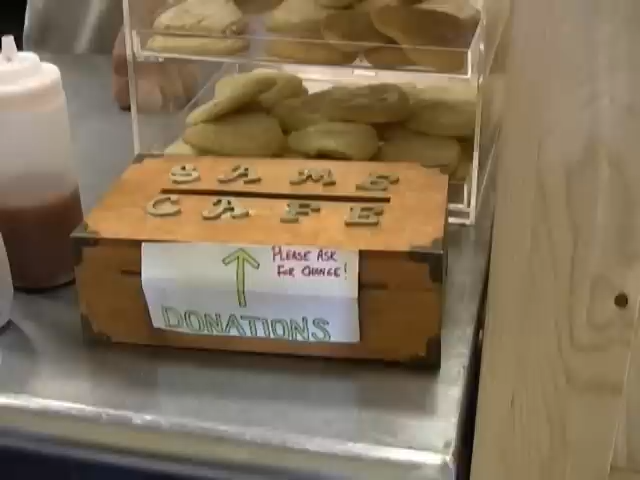 SAME
CAFE
PLEASE ASK
FOR CHANGE!
DONATIONS